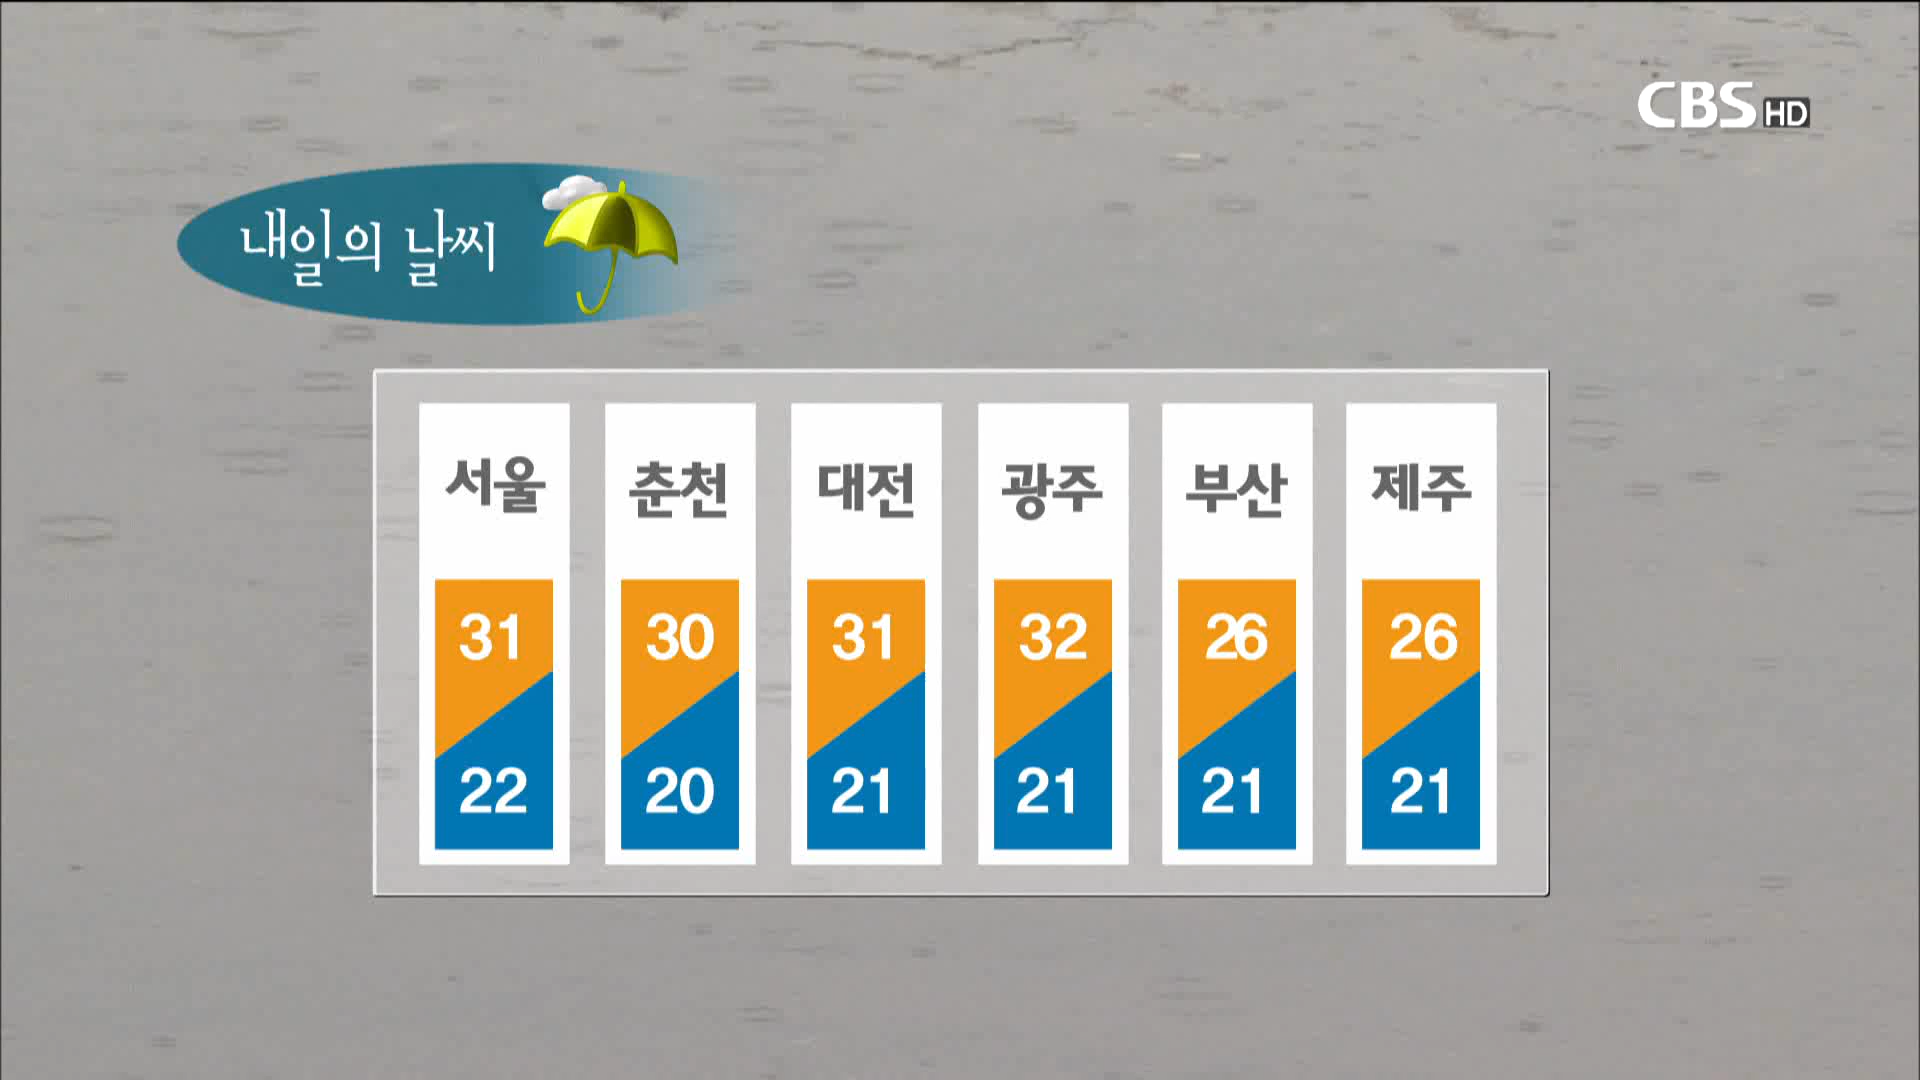 CBS HD
내일의 날씨
서울 춘천 대전 광주 부산 제주
31 30 31 32 26 26
22 20 21 21 21 21